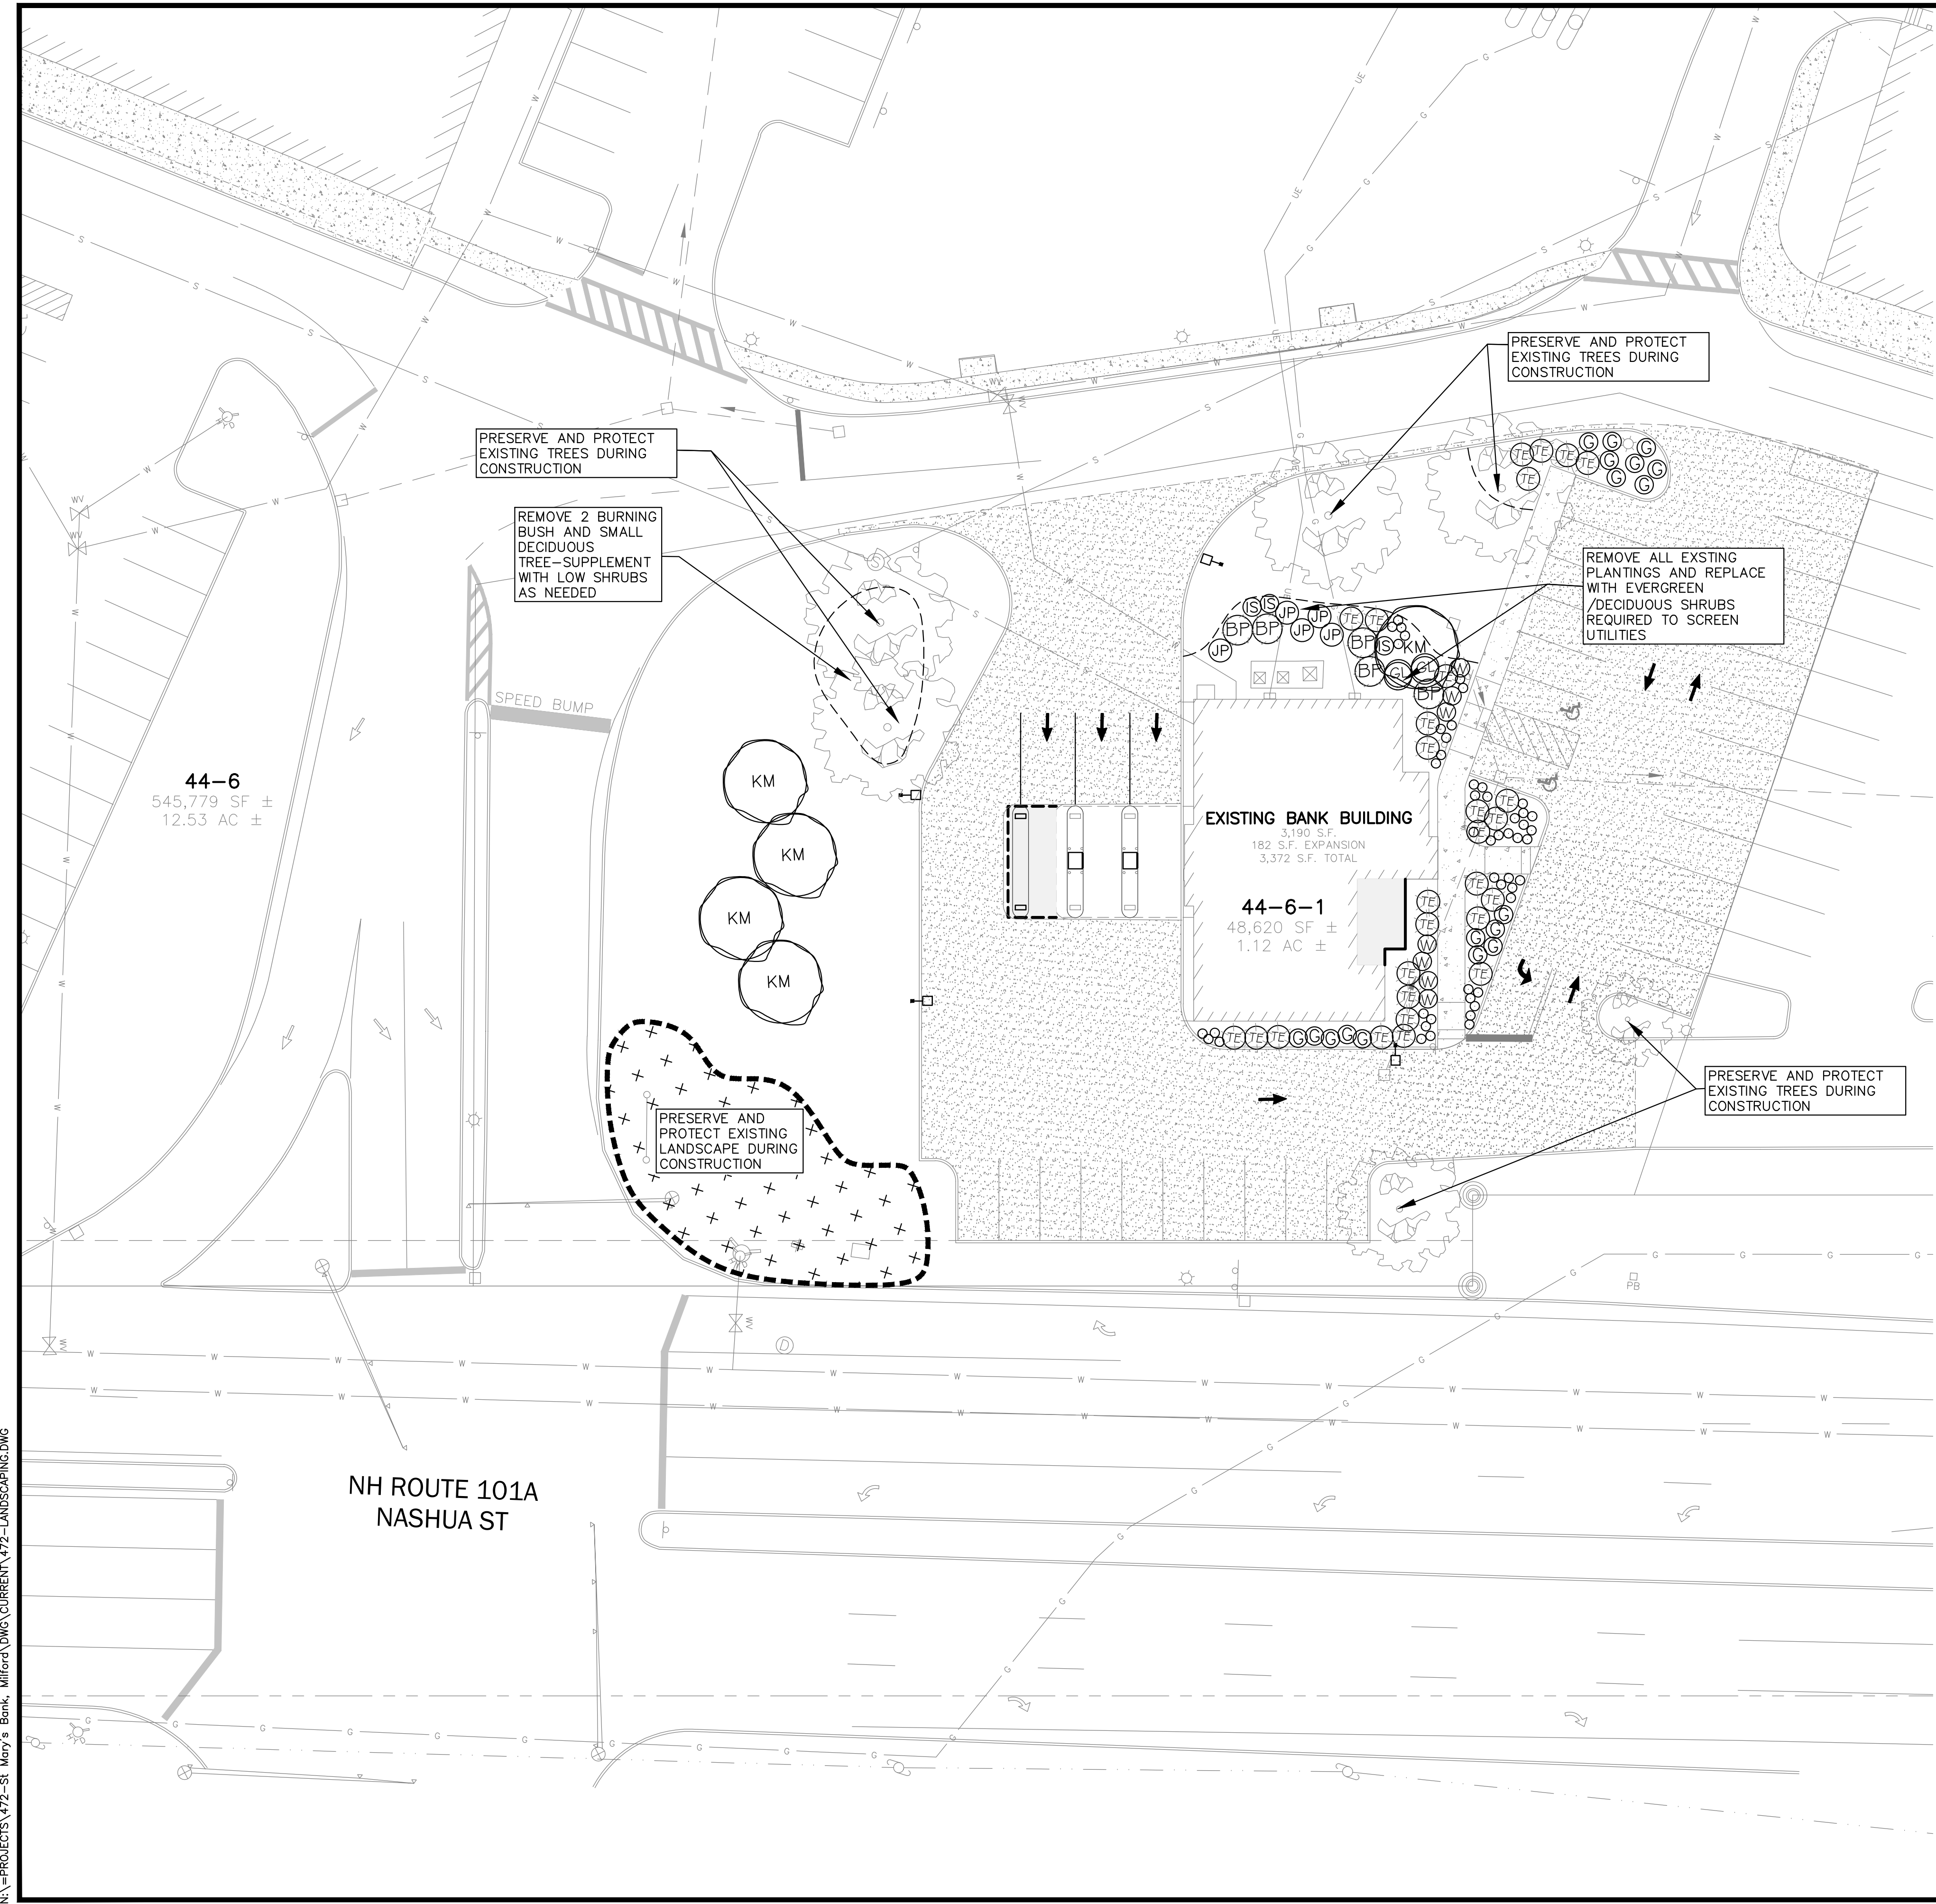 PRESERVE AND PROTECT
EXISTING TREES DURING
CONSTRUCTION
PRESERVE AND PROTECT
EXISTING TREES DURING
CONSTRUCTION
REMOVE 2 BURNING
BUSH AND SMALL
DECIDUOUS
TREE-SUPPLEMENT
WITH LOW SHRUBS
AS NEEDED
REMOVE ALL EXSTING
PLANTINGS AND REPLACE
WITH EVERGREEN
/DECIDUOUS SHRUBS
REQUIRED TO SCREEN
UTILITIES
SPEED BUMP
44-6
545,779 SF ±
12.53 AC ±
KM
KM
KM
KM
KM
EXISTING BANK BUILDING
3,190 S.F.
182 S.F. EXPANSION
3,372 S.F. TOTAL
44-6-1
48,620 SF ±
1.12 AC ±
PRESERVE AND
PROTECT EXISTING
LANDSCAPE DURING
CONSTRUCTION
PRESERVE AND PROTECT
EXISTING TREES DURING
CONSTRUCTION
PB
NH ROUTE 101A
NASHUA ST
N:\=PROJECTS\472-St Mary's Bank, Milford\DWG\CURRENT\472-LANDSCAPING.DWG